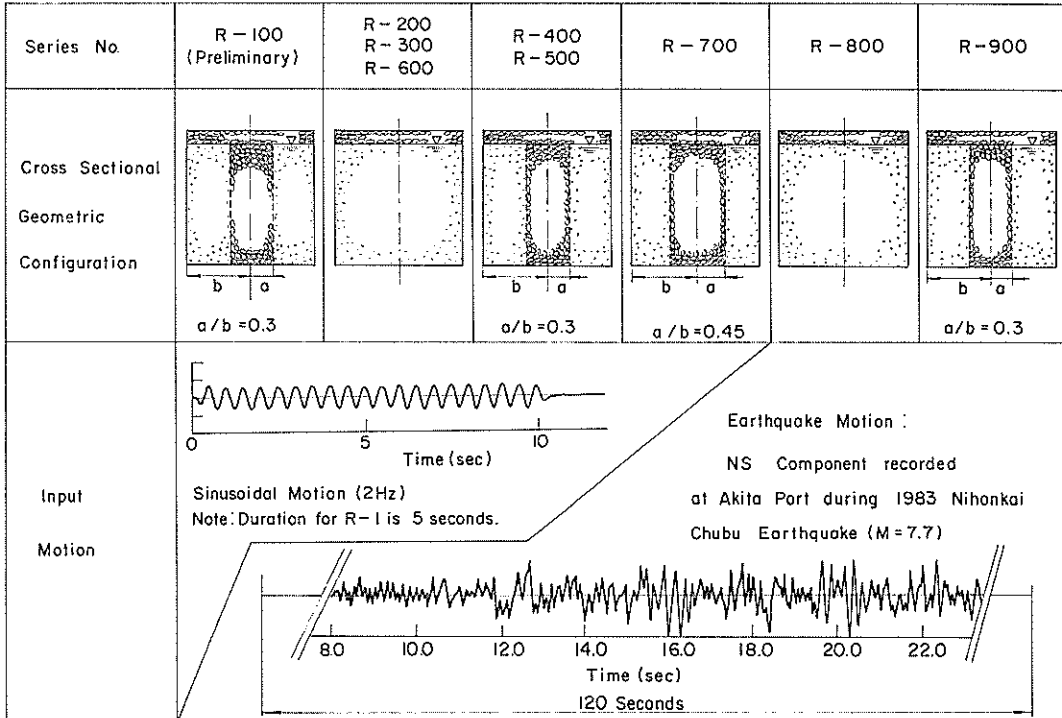 Series No.
R-100
(Preliminary)
R-200
R-300
R-600
R-400
R-500
R-700
R-800
R-900
Cross Sectional
Geometric
Configuration
b a
b a
b a
b a
a/b=0.3
a/b=0.3
a/b=0.45
a/b=0.3
Input
Motion
0 5 10
Time (sec)
Sinusoidal Motion (2Hz)
Note: Duration for R-1 is 5 seconds.
Earthquake Motion :
NS Component recorded
at Akita Port during 1983 Nihonkai
Chubu Earthquake (M=7.7)
8.0 10.0 12.0 14.0 16.0 18.0 20.0 22.0
Time (sec)
120 Seconds